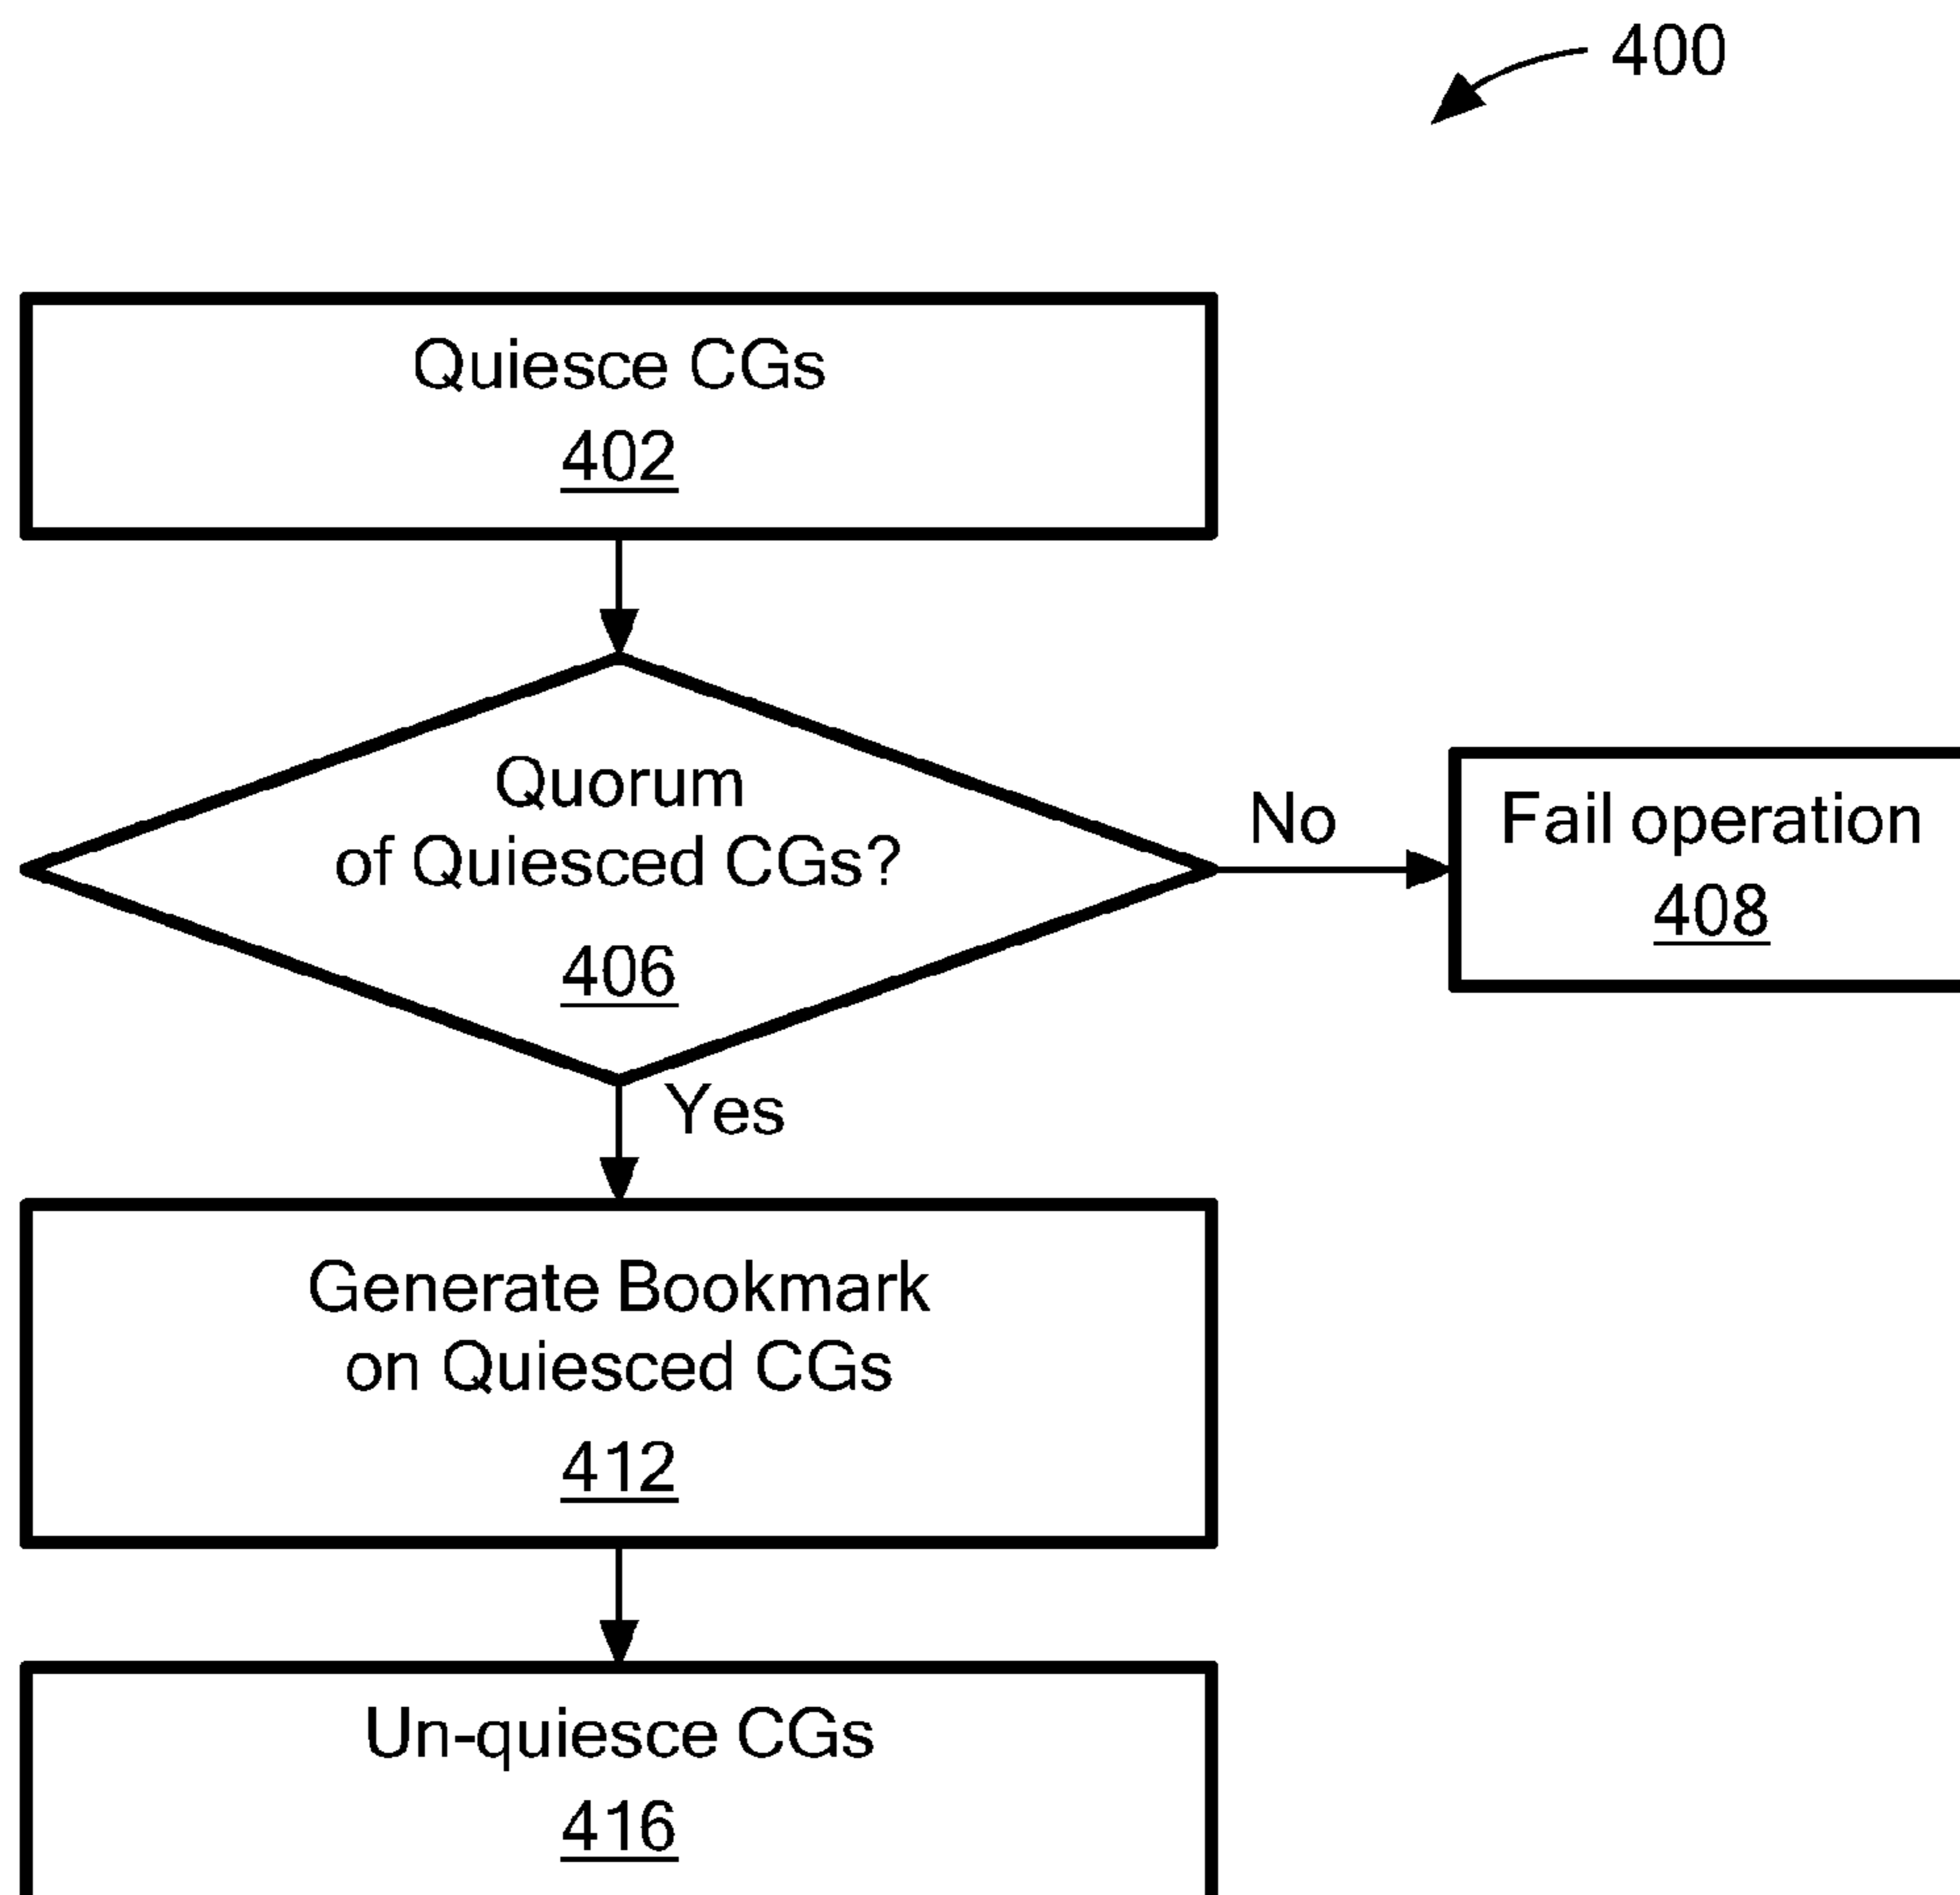 400
Quiesce CGs
402
Quorum
of Quiesced CGs?
406
No
Fail operation
408
Yes
Generate Bookmark
on Quiesced CGs
412
Un-quiesce CGs
416